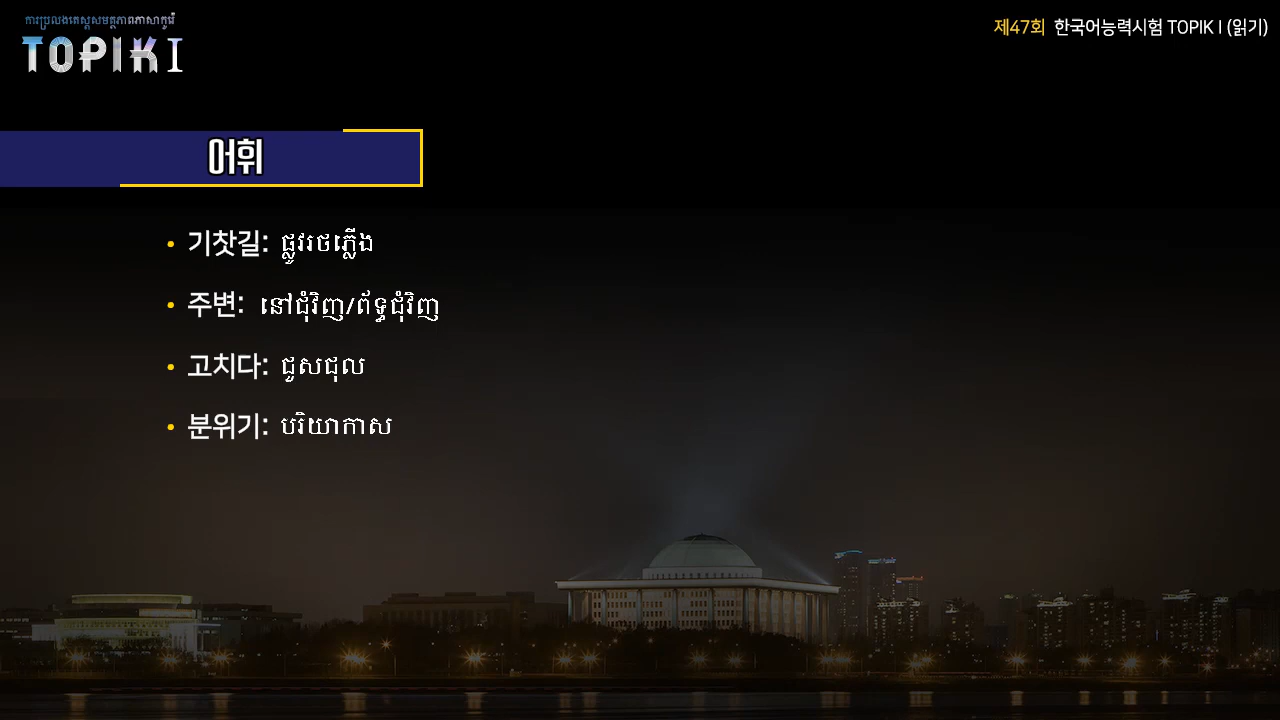 ការប្រលងតេស្តសមត្ថភាពភាសាកូរ៉េ
TOPIK I
제47회 한국어능력시험 TOPIK I (읽기)
어휘
• 기찻길: ផ្លូវរថភ្លើង
• 주변: នៅជុំវិញ/ព័ទ្ធជុំវិញ
• 고치다: ជួសជុល
• 분위기: បរិយាកាស